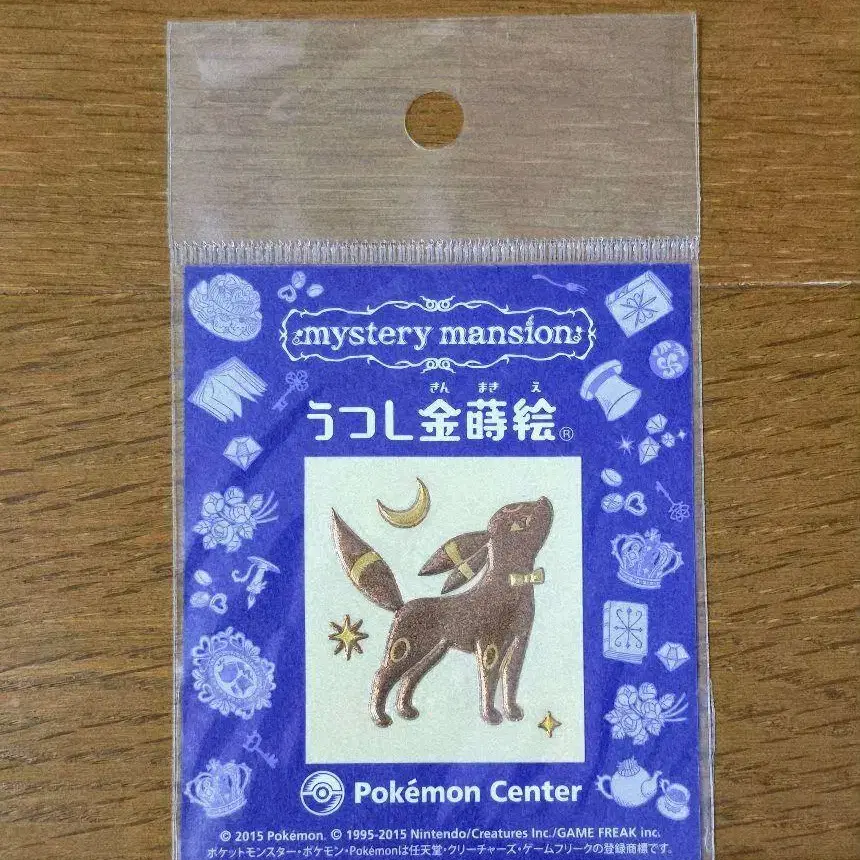 mystery mansion
きん まき え
うつし金蒔絵®
Pokémon Center
© 2015 Pokémon. © 1995-2015 Nintendo/Creatures Inc./GAME FREAK inc.
ポケットモンスター・ポケモン・Pokémonは任天堂・クリーチャーズ・ゲームフリークの登録商標です。